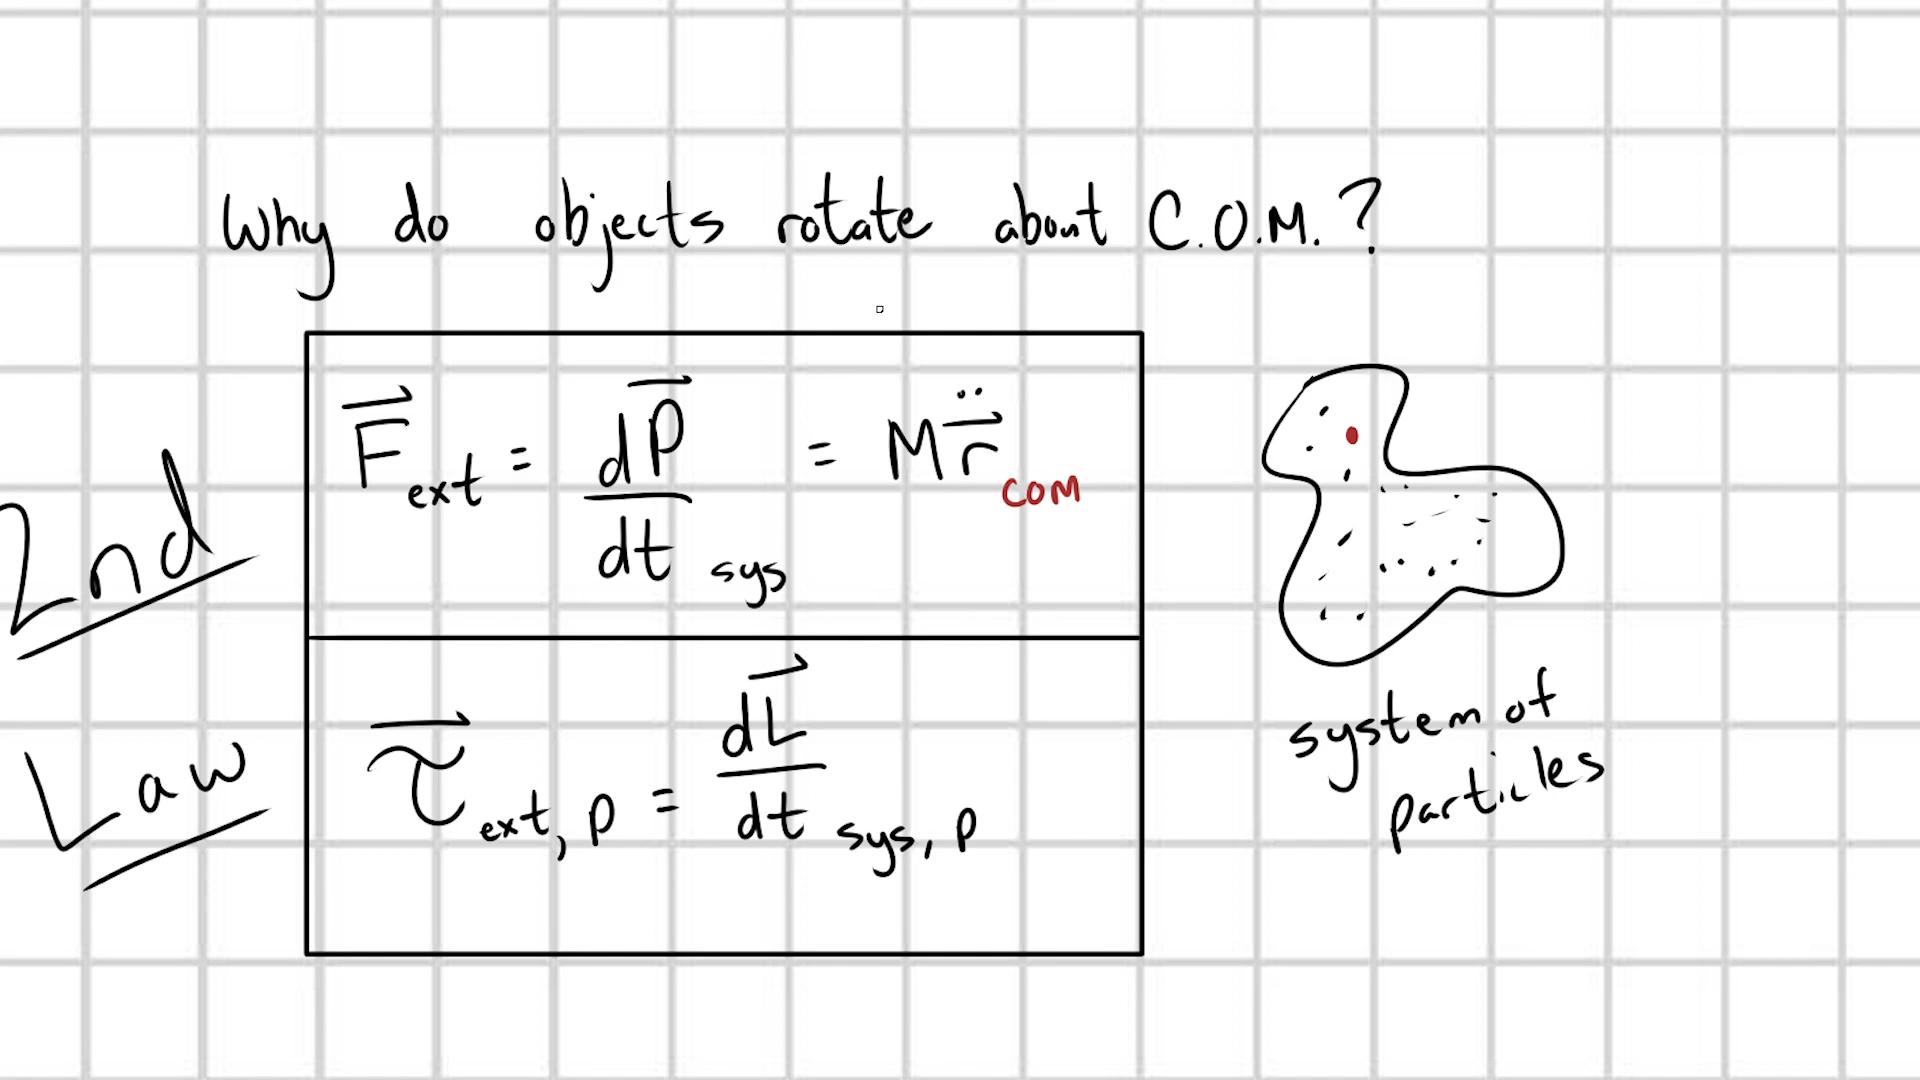 Why do objects rotate about C.O.M.?
2nd
Law
F⃗ext = dP⃗/dt sys = M r̈⃗ COM
τ⃗ext, p = dL⃗/dt sys, p
system of
particles